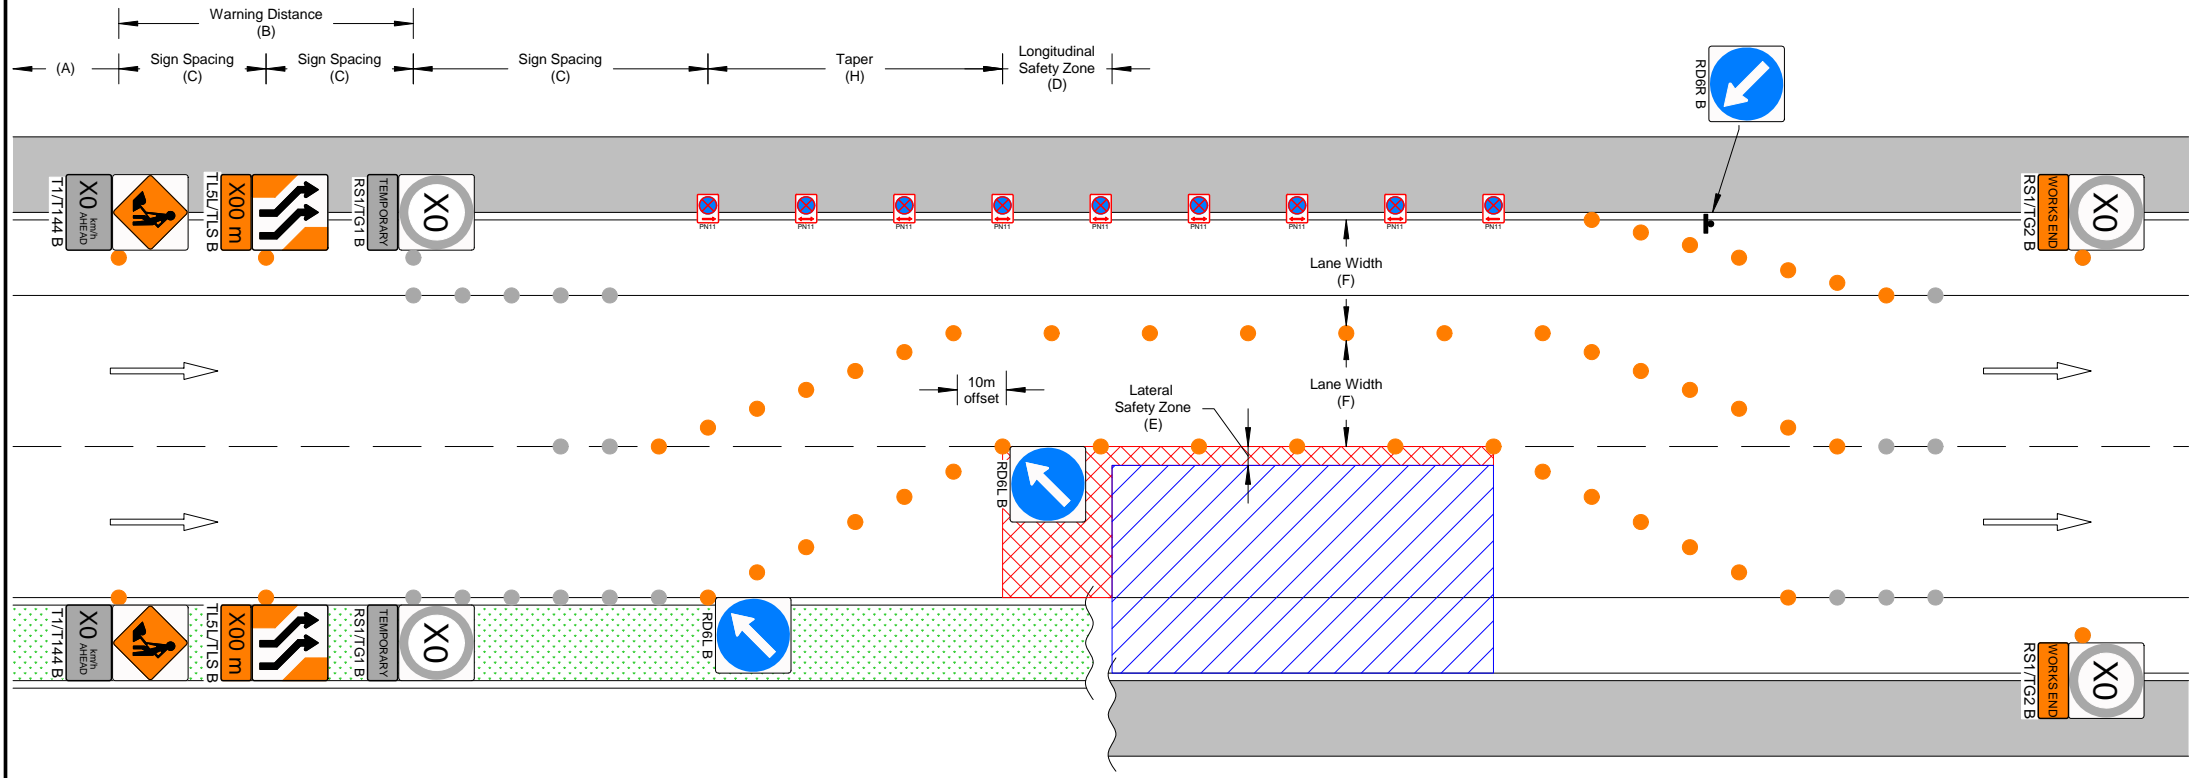 Warning Distance
(B)
(A)
Sign Spacing
(C)
Sign Spacing
(C)
Sign Spacing
(C)
Taper
(H)
Longitudinal
Safety Zone
(D)
RD6R B
X0 km/h
AHEAD
T1/T144 B
X00 m
TL5L/TLS B
X0
TEMPORARY
RS1/TG1 B
PN11
PN11
PN11
PN11
PN11
PN11
PN11
PN11
PN11
X0
WORKS END
RS1/TG2 B
Lane Width
(F)
10m
offset
Lateral
Safety Zone
(E)
Lane Width
(F)
RD6L B
X0 km/h
AHEAD
T1/T144 B
X00 m
TL5L/TLS B
X0
TEMPORARY
RS1/TG1 B
RD6L B
X0
WORKS END
RS1/TG2 B